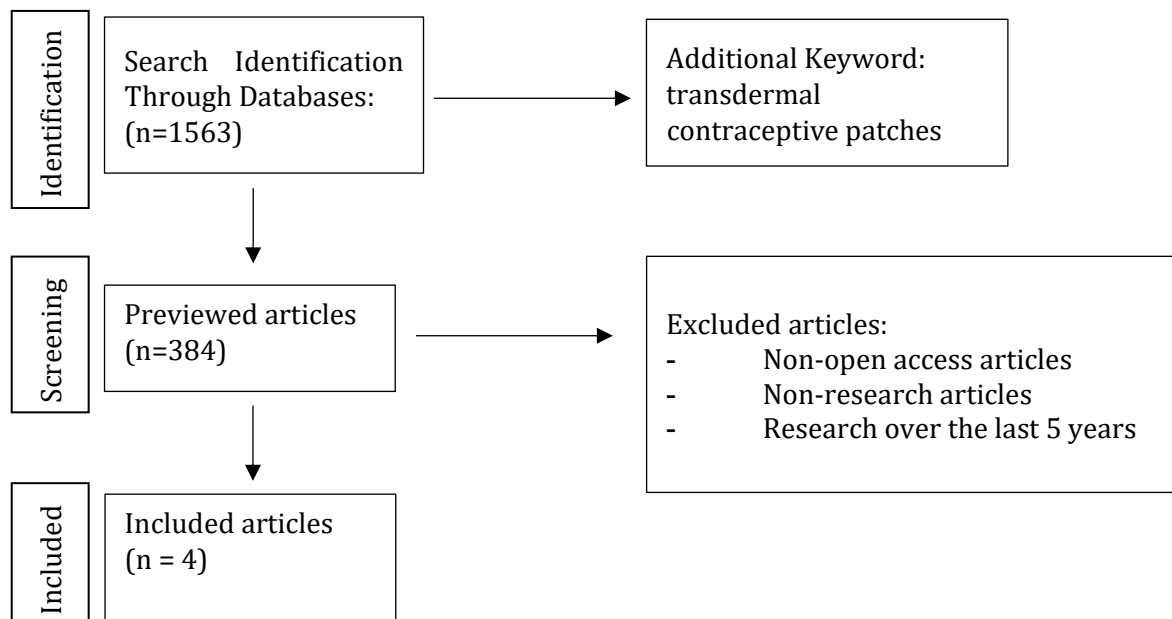 Identification
Search Identification
Through Databases:
(n=1563)
Additional Keyword:
transdermal
contraceptive patches
Screening
Previewed articles
(n=384)
Excluded articles:
- Non-open access articles
- Non-research articles
- Research over the last 5 years
Included
Included articles
(n = 4)